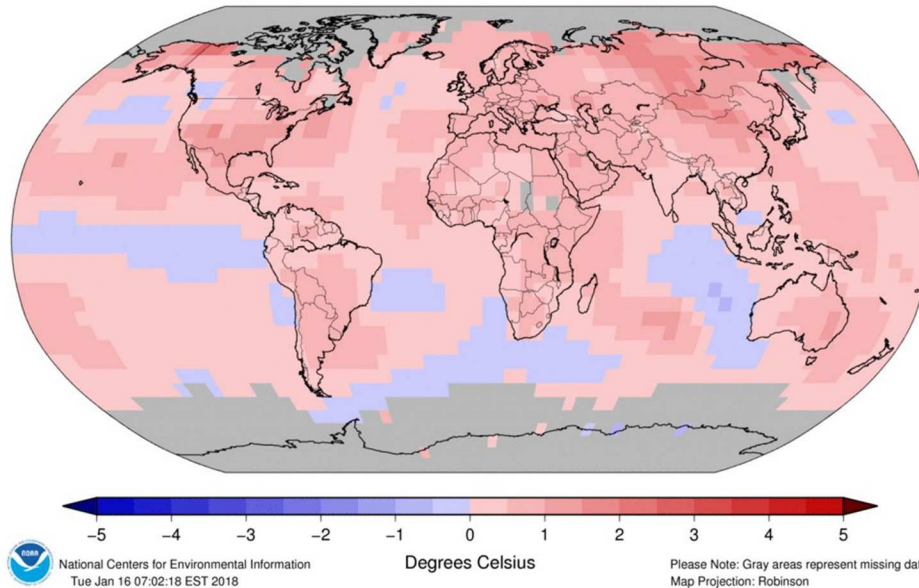 −5 −4 −3 −2 −1 0 1 2 3 4 5
Degrees Celsius
NOAA
National Centers for Environmental Information
Tue Jan 16 07:02:18 EST 2018
Please Note: Gray areas represent missing da
Map Projection: Robinson